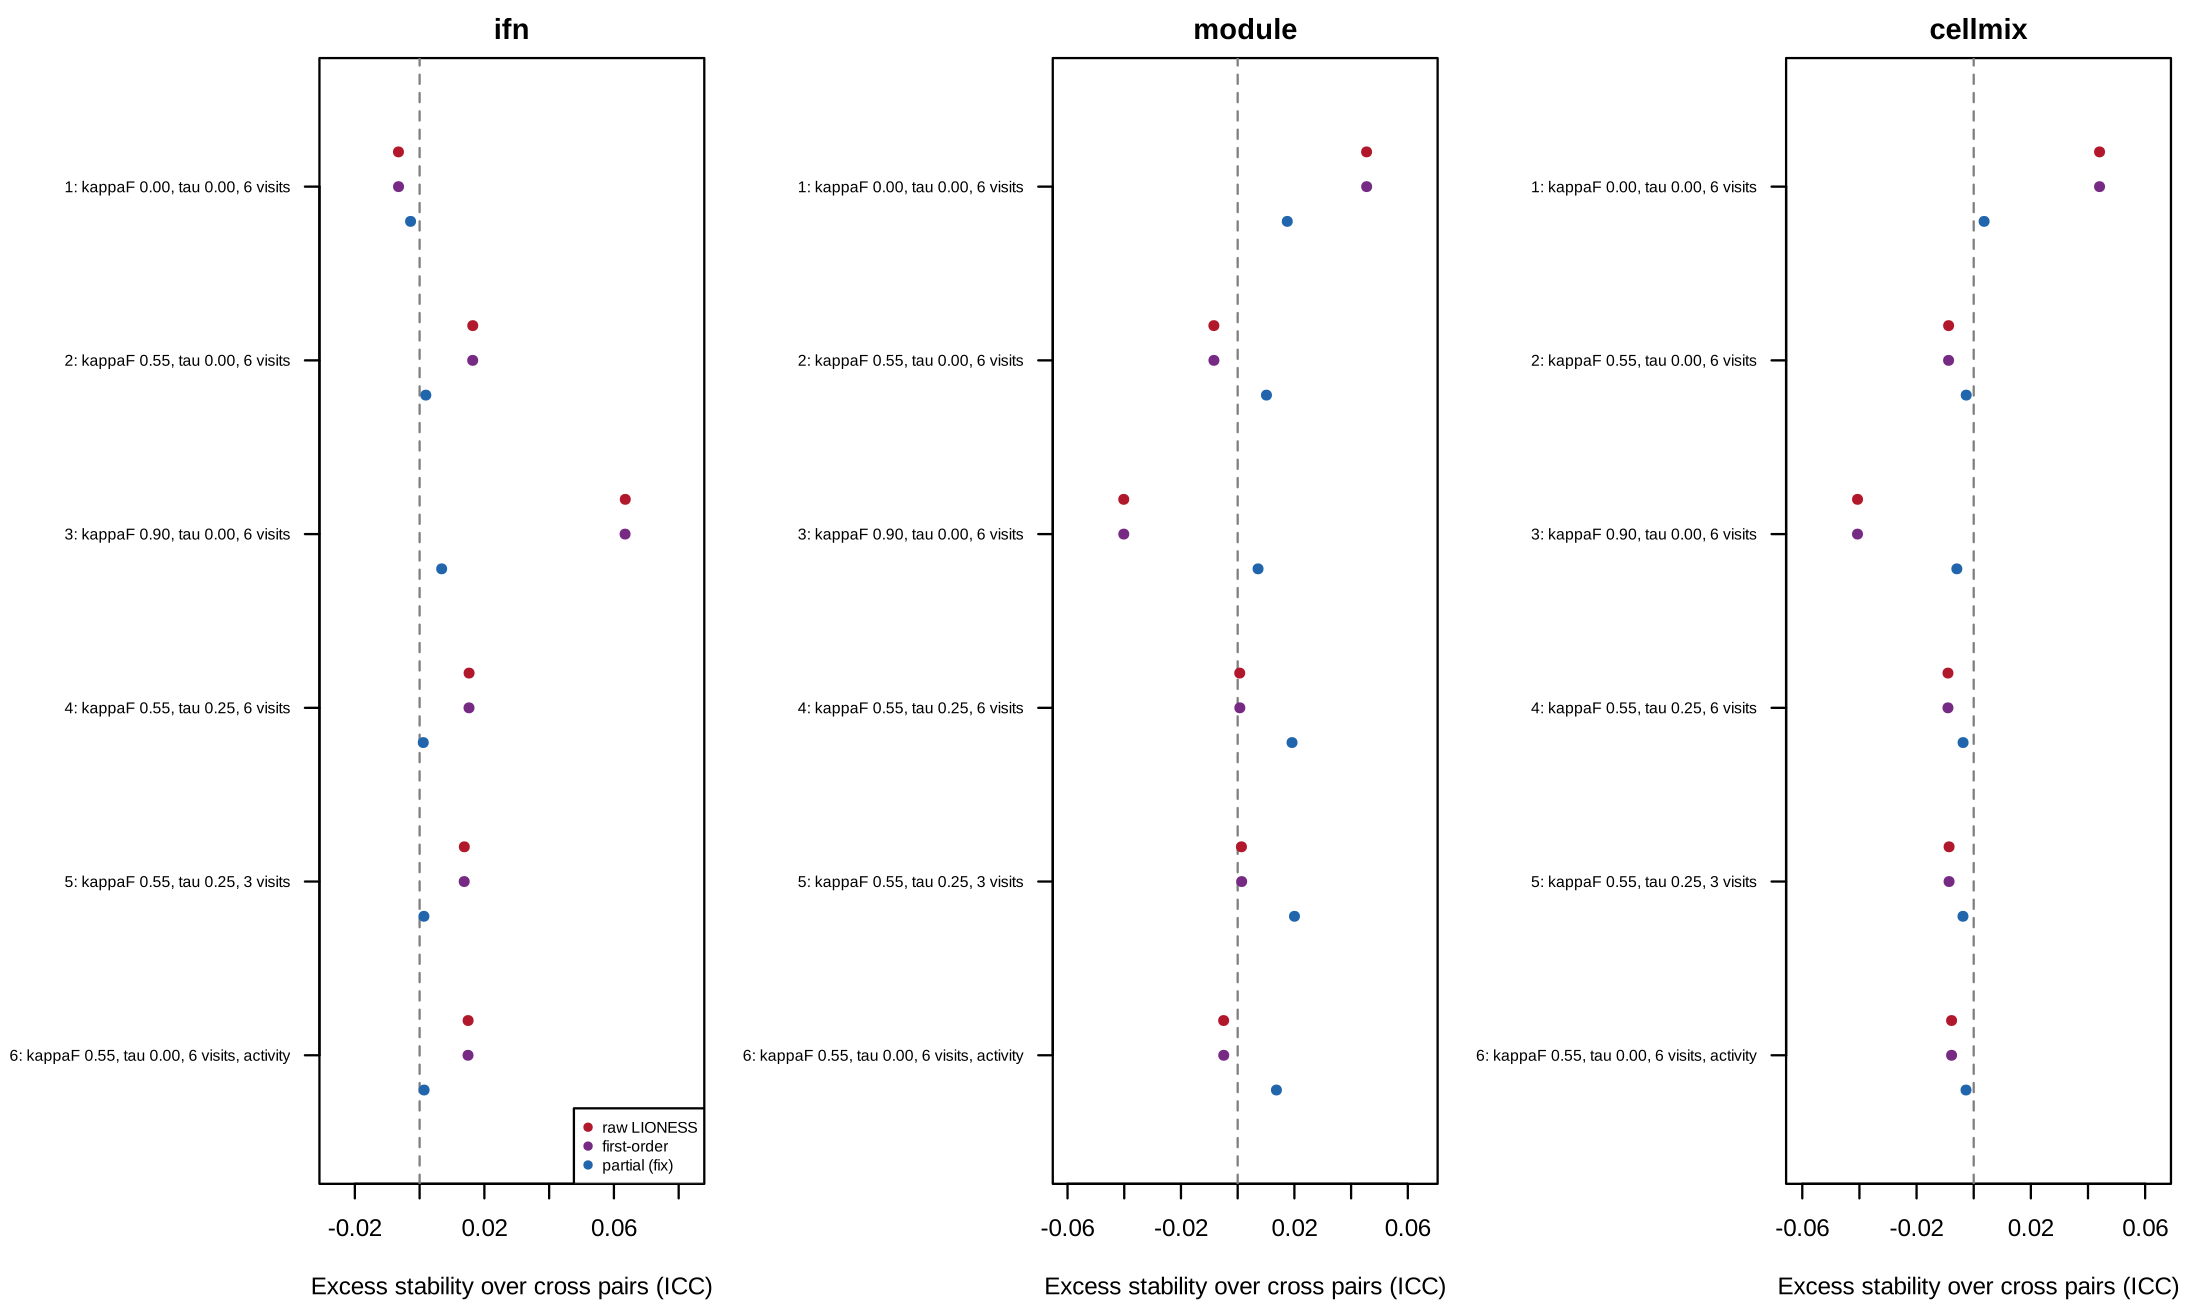 ifn
1: kappaF 0.00, tau 0.00, 6 visits
2: kappaF 0.55, tau 0.00, 6 visits
3: kappaF 0.90, tau 0.00, 6 visits
4: kappaF 0.55, tau 0.25, 6 visits
5: kappaF 0.55, tau 0.25, 3 visits
6: kappaF 0.55, tau 0.00, 6 visits, activity
raw LIONESS
first-order
partial (fix)
-0.02 0.02 0.06
Excess stability over cross pairs (ICC)
module
1: kappaF 0.00, tau 0.00, 6 visits
2: kappaF 0.55, tau 0.00, 6 visits
3: kappaF 0.90, tau 0.00, 6 visits
4: kappaF 0.55, tau 0.25, 6 visits
5: kappaF 0.55, tau 0.25, 3 visits
6: kappaF 0.55, tau 0.00, 6 visits, activity
-0.06 -0.02 0.02 0.06
Excess stability over cross pairs (ICC)
cellmix
1: kappaF 0.00, tau 0.00, 6 visits
2: kappaF 0.55, tau 0.00, 6 visits
3: kappaF 0.90, tau 0.00, 6 visits
4: kappaF 0.55, tau 0.25, 6 visits
5: kappaF 0.55, tau 0.25, 3 visits
6: kappaF 0.55, tau 0.00, 6 visits, activity
-0.06 -0.02 0.02 0.06
Excess stability over cross pairs (ICC)